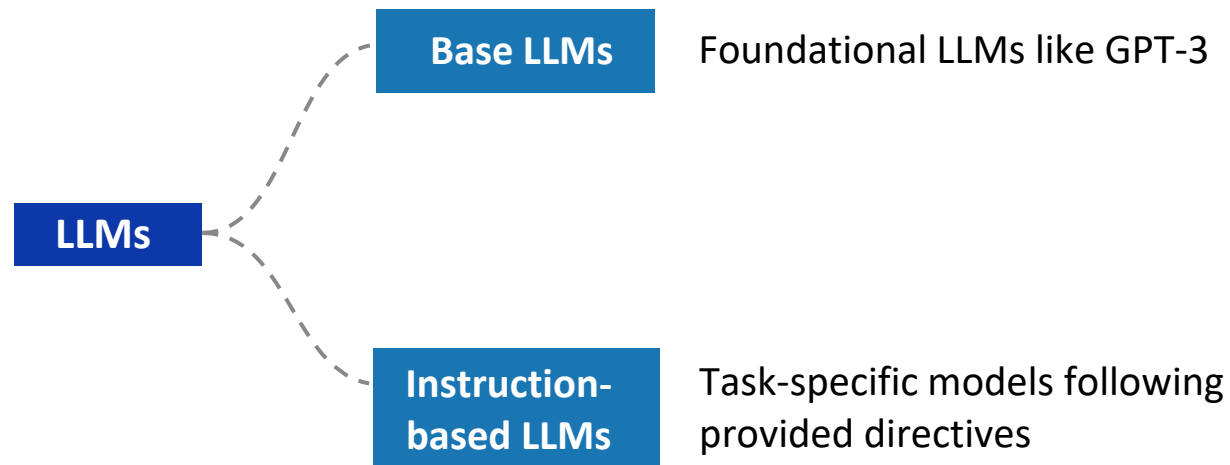 Base LLMs
Foundational LLMs like GPT-3
LLMs
Instruction-
based LLMs
Task-specific models following
provided directives